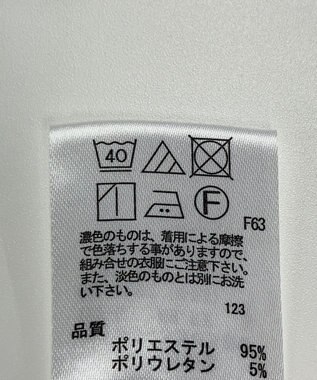 40
F
F63
濃色のものは、着用による摩擦
で色落ちする事がありますので、
組み合せの衣服にご注意下さい。
また、淡色のものとは別にお洗
い下さい。
123
品質
ポリエステル 95%
ポリウレタン 5%